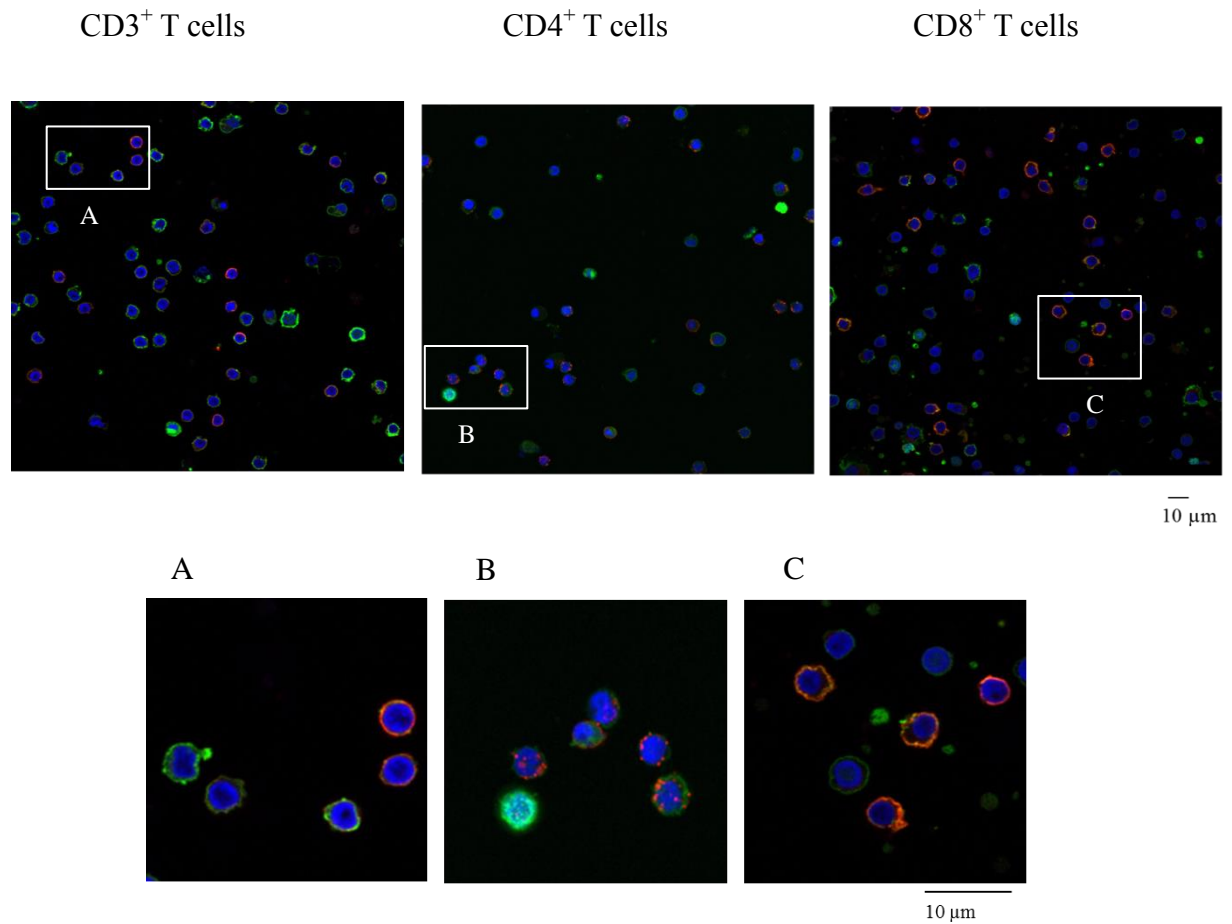 CD3⁺ T cells CD4⁺ T cells CD8⁺ T cells
A
B
C
10 µm
A B C
10 µm